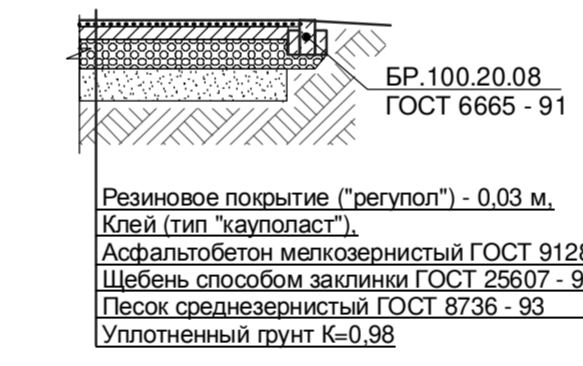 БР.100.20.08
ГОСТ 6665 - 91
Резиновое покрытие ("регупол") - 0,03 м,
Клей (тип "кауполаст"),
Асфальтобетон мелкозернистый ГОСТ 9128
Щебень способом заклинки ГОСТ 25607 - 9
Песок среднезернистый ГОСТ 8736 - 93
Уплотненный грунт К=0,98